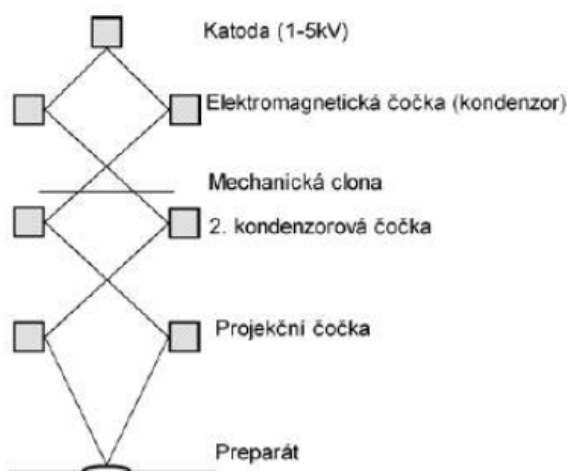 Katoda (1-5kV)
Elektromagnetická čočka (kondenzor)
Mechanická clona
2. kondenzorová čočka
Projekční čočka
Preparát